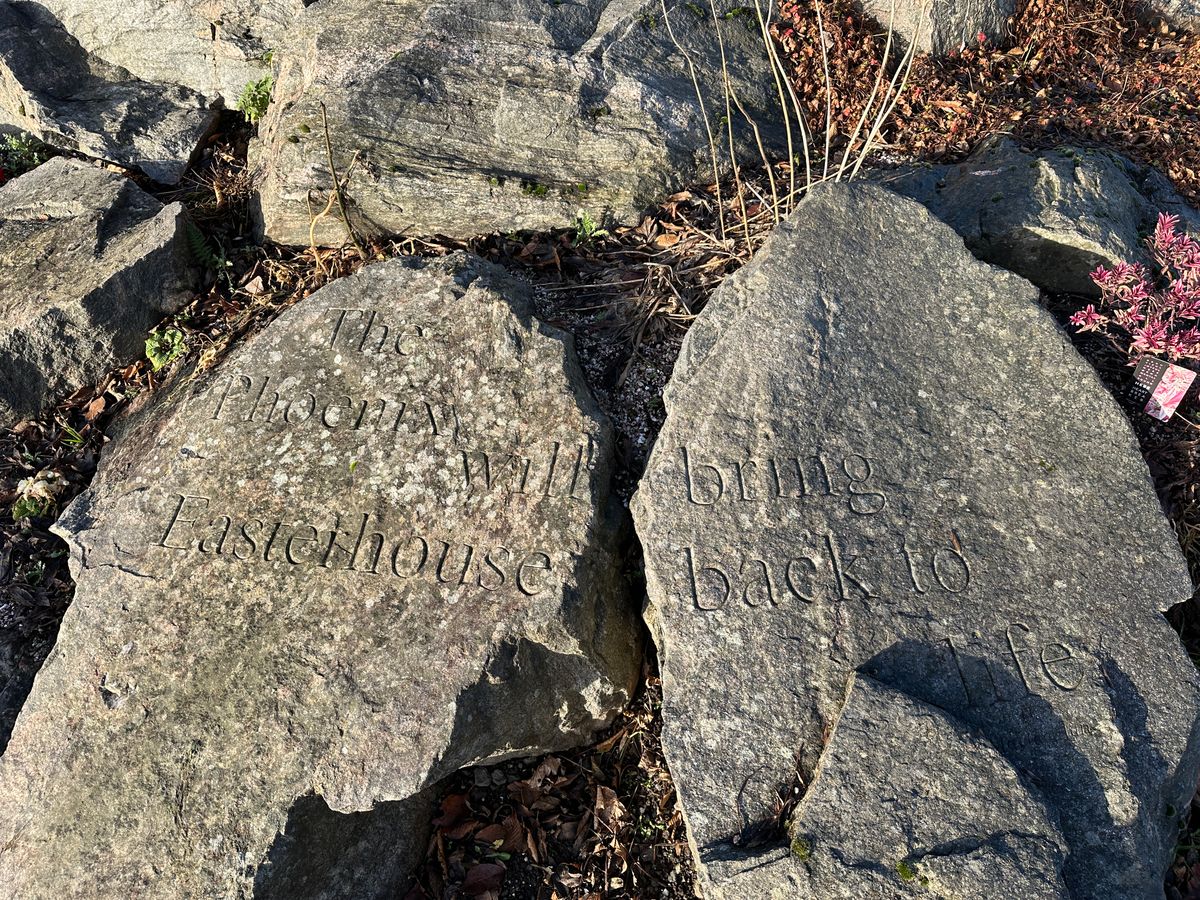 The
Phoenix
will bring
Easterhouse back to
life